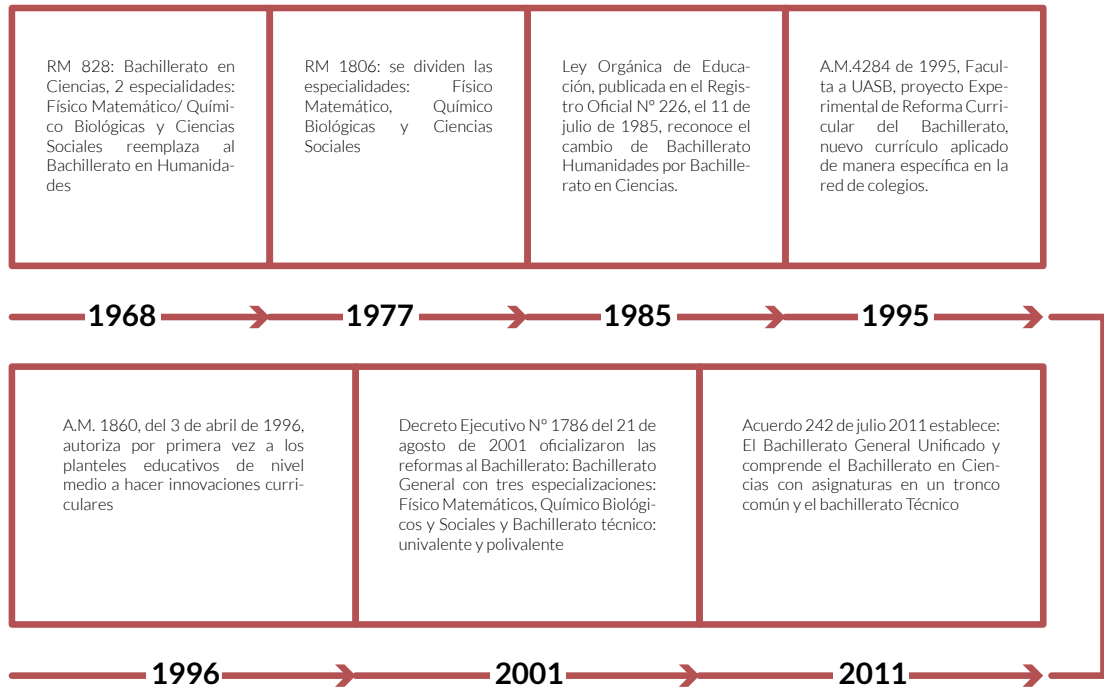 RM 828: Bachillerato en
Ciencias, 2 especialidades:
Físico Matemático/ Quími-
co Biológicas y Ciencias
Sociales reemplaza al
Bachillerato en Humanida-
des
RM 1806: se dividen las
especialidades: Físico
Matemático, Químico
Biológicas y Ciencias
Sociales
Ley Orgánica de Educa-
ción, publicada en el Regis-
tro Oficial Nº 226, el 11 de
julio de 1985, reconoce el
cambio de Bachillerato
Humanidades por Bachille-
rato en Ciencias.
A.M.4284 de 1995, Facul-
ta a UASB, proyecto Expe-
rimental de Reforma Curri-
cular del Bachillerato,
nuevo currículo aplicado
de manera específica en la
red de colegios.
1968
1977
1985
1995
A.M. 1860, del 3 de abril de 1996,
autoriza por primera vez a los
planteles educativos de nivel
medio a hacer innovaciones curri-
culares
Decreto Ejecutivo Nº 1786 del 21 de
agosto de 2001 oficializaron las
reformas al Bachillerato: Bachillerato
General con tres especializaciones:
Físico Matemáticos, Químico Biológi-
cos y Sociales y Bachillerato técnico:
univalente y polivalente
Acuerdo 242 de julio 2011 establece:
El Bachillerato General Unificado y
comprende el Bachillerato en Cien-
cias con asignaturas en un tronco
común y el bachillerato Técnico
1996
2001
2011